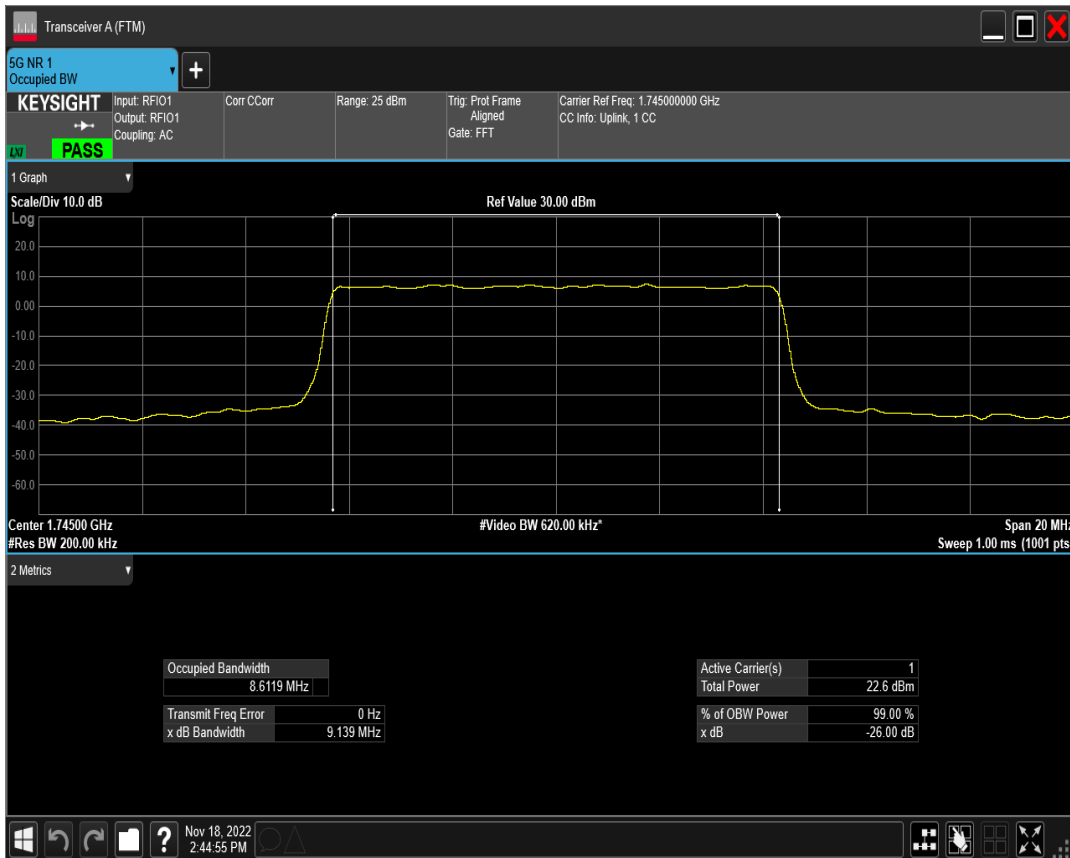 Transceiver A (FTM)
5G NR 1
Occupied BW
+
KEYSIGHT
LXI
PASS
Input: RFIO1
Output: RFIO1
Coupling: AC
Corr CCorr
Range: 25 dBm
Trig: Prot Frame
Aligned
Gate: FFT
Carrier Ref Freq: 1.745000000 GHz
CC Info: Uplink, 1 CC
1 Graph
Scale/Div 10.0 dB
Ref Value 30.00 dBm
Log
20.0
10.0
0.00
-10.0
-20.0
-30.0
-40.0
-50.0
-60.0
Center 1.74500 GHz
#Video BW 620.00 kHz*
Span 20 MHz
#Res BW 200.00 kHz
Sweep 1.00 ms (1001 pts
2 Metrics
Occupied Bandwidth
8.6119 MHz
Transmit Freq Error 0 Hz
x dB Bandwidth 9.139 MHz
Active Carrier(s) 1
Total Power 22.6 dBm
% of OBW Power 99.00 %
x dB -26.00 dB
?
Nov 18, 2022
2:44:55 PM